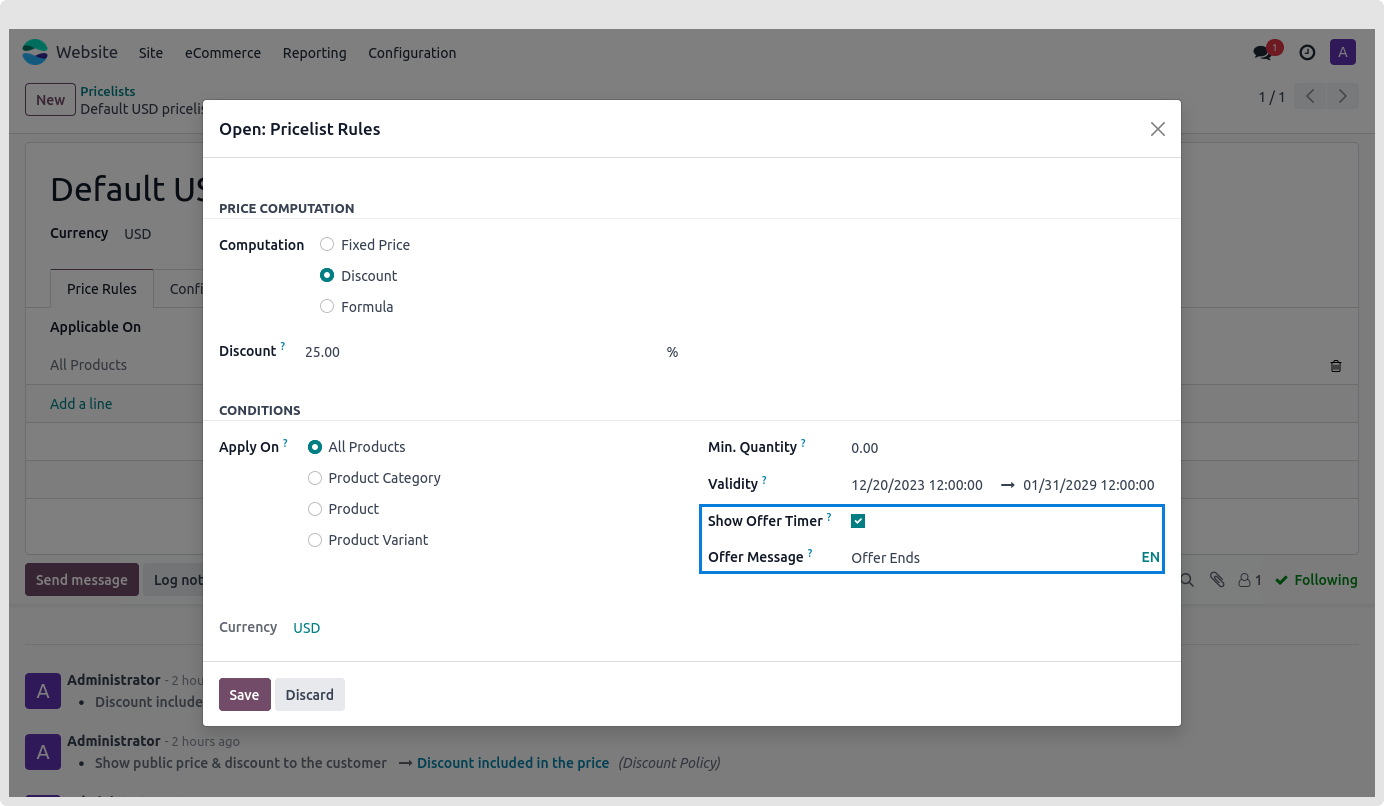 Website Site eCommerce Reporting Configuration 1 A
New Pricelists 1 / 1
Default USD pricelis
Open: Pricelist Rules
Default US
PRICE COMPUTATION
Currency USD
Computation Fixed Price
Discount
Formula
Price Rules Confi
Applicable On
Discount ? 25.00 %
All Products
Add a line
CONDITIONS
Apply On ? All Products
Product Category
Product
Product Variant
Min. Quantity ? 0.00
Validity ? 12/20/2023 12:00:00 → 01/31/2029 12:00:00
Show Offer Timer ?
Offer Message ? Offer Ends EN
Send message Log not 1 Following
Currency USD
Save Discard
A Administrator - 2 hou
• Discount include
A Administrator - 2 hours ago
• Show public price & discount to the customer → Discount included in the price (Discount Policy)